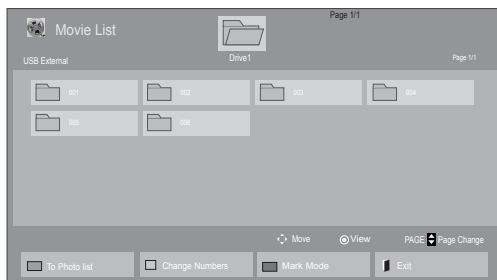 Page 1/1
Movie List
USB External
Drive1
Page 1/1
001
002
003
004
005
006
Move
View
PAGE Page Change
To Photo list
Change Numbers
Mark Mode
Exit